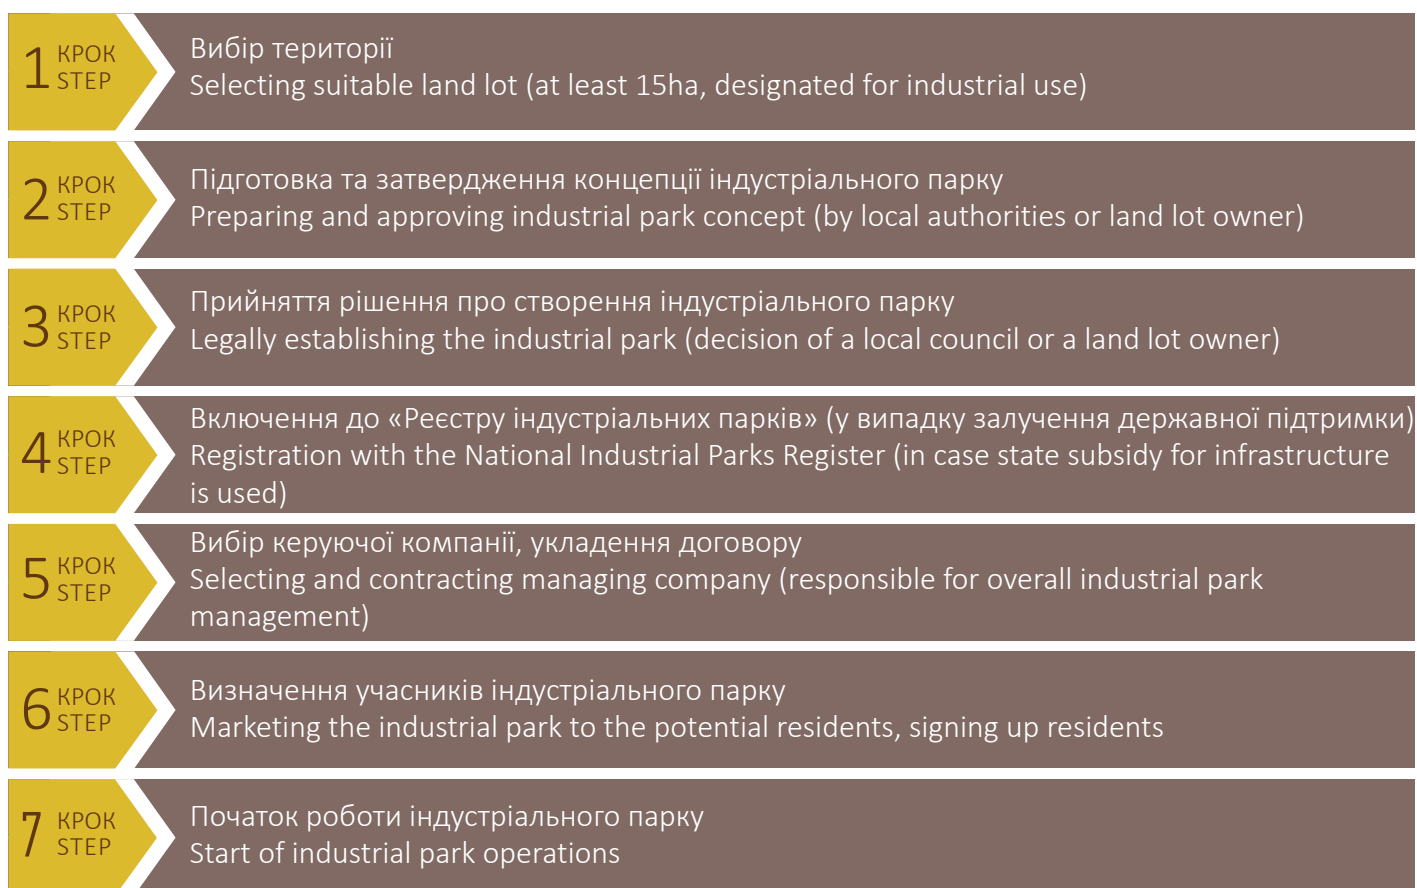 1 КРОК
STEP
Вибір території
Selecting suitable land lot (at least 15ha, designated for industrial use)
2 КРОК
STEP
Підготовка та затвердження концепції індустріального парку
Preparing and approving industrial park concept (by local authorities or land lot owner)
3 КРОК
STEP
Прийняття рішення про створення індустріального парку
Legally establishing the industrial park (decision of a local council or a land lot owner)
4 КРОК
STEP
Включення до «Реєстру індустріальних парків» (у випадку залучення державної підтримки)
Registration with the National Industrial Parks Register (in case state subsidy for infrastructure
is used)
5 КРОК
STEP
Вибір керуючої компанії, укладення договору
Selecting and contracting managing company (responsible for overall industrial park
management)
6 КРОК
STEP
Визначення учасників індустріального парку
Marketing the industrial park to the potential residents, signing up residents
7 КРОК
STEP
Початок роботи індустріального парку
Start of industrial park operations